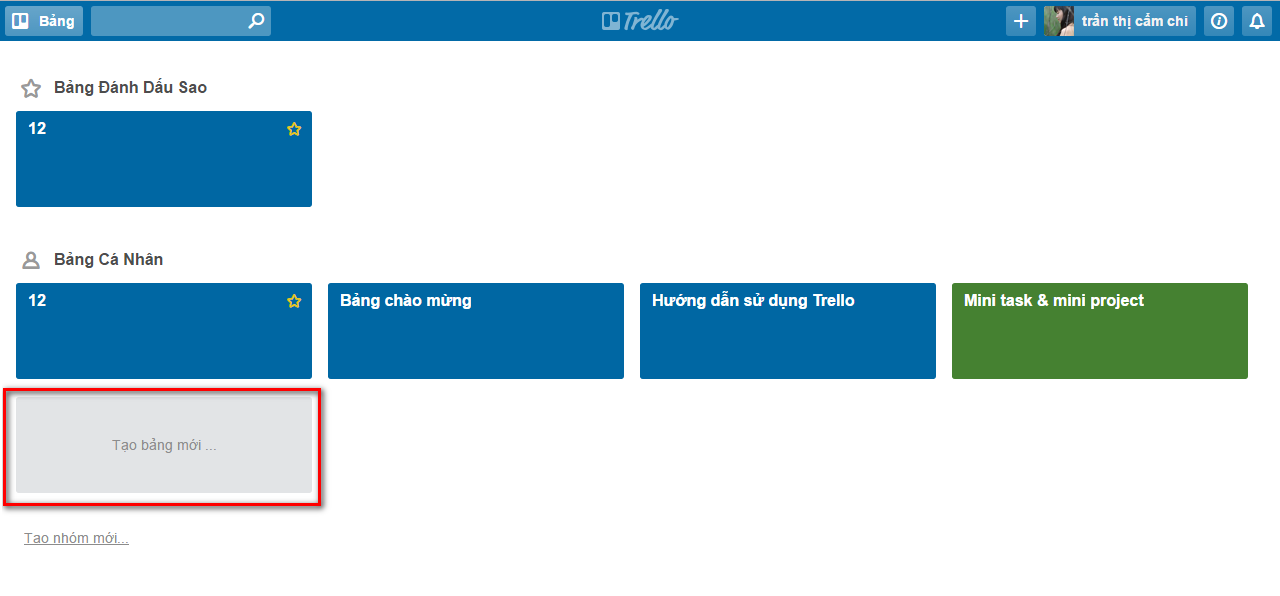 Bảng
Trello
trần thị cẩm chi
Bảng Đánh Dấu Sao
12
Bảng Cá Nhân
12
Bảng chào mừng
Hướng dẫn sử dụng Trello
Mini task & mini project
Tạo bảng mới ...
Tạo nhóm mới...